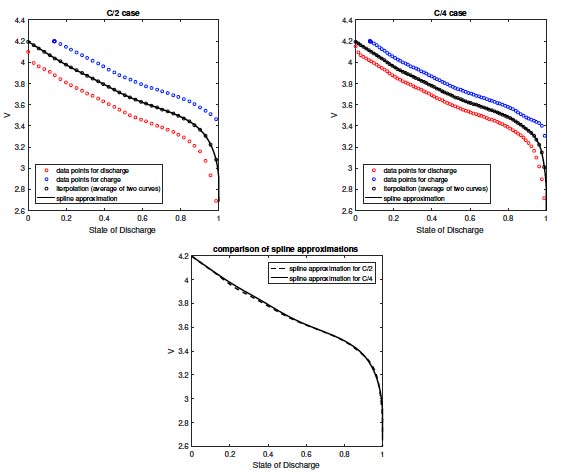 C/2 case
4.4
4.2
4
3.8
3.6
3.4
3.2
3
2.8
2.6
V
data points for discharge
data points for charge
iterpolation (average of two curves)
spline approximation
0 0.2 0.4 0.6 0.8 1
State of Discharge
C/4 case
4.4
4.2
4
3.8
3.6
3.4
3.2
3
2.8
2.6
V
data points for discharge
data points for charge
iterpolation (average of two curves)
spline approximation
0 0.2 0.4 0.6 0.8 1
State of Discharge
comparison of spline approximations
4.2
4
3.8
3.6
3.4
3.2
3
2.8
2.6
V
spline approximation for C/2
spline approximation for C/4
0 0.2 0.4 0.6 0.8 1
State of Discharge